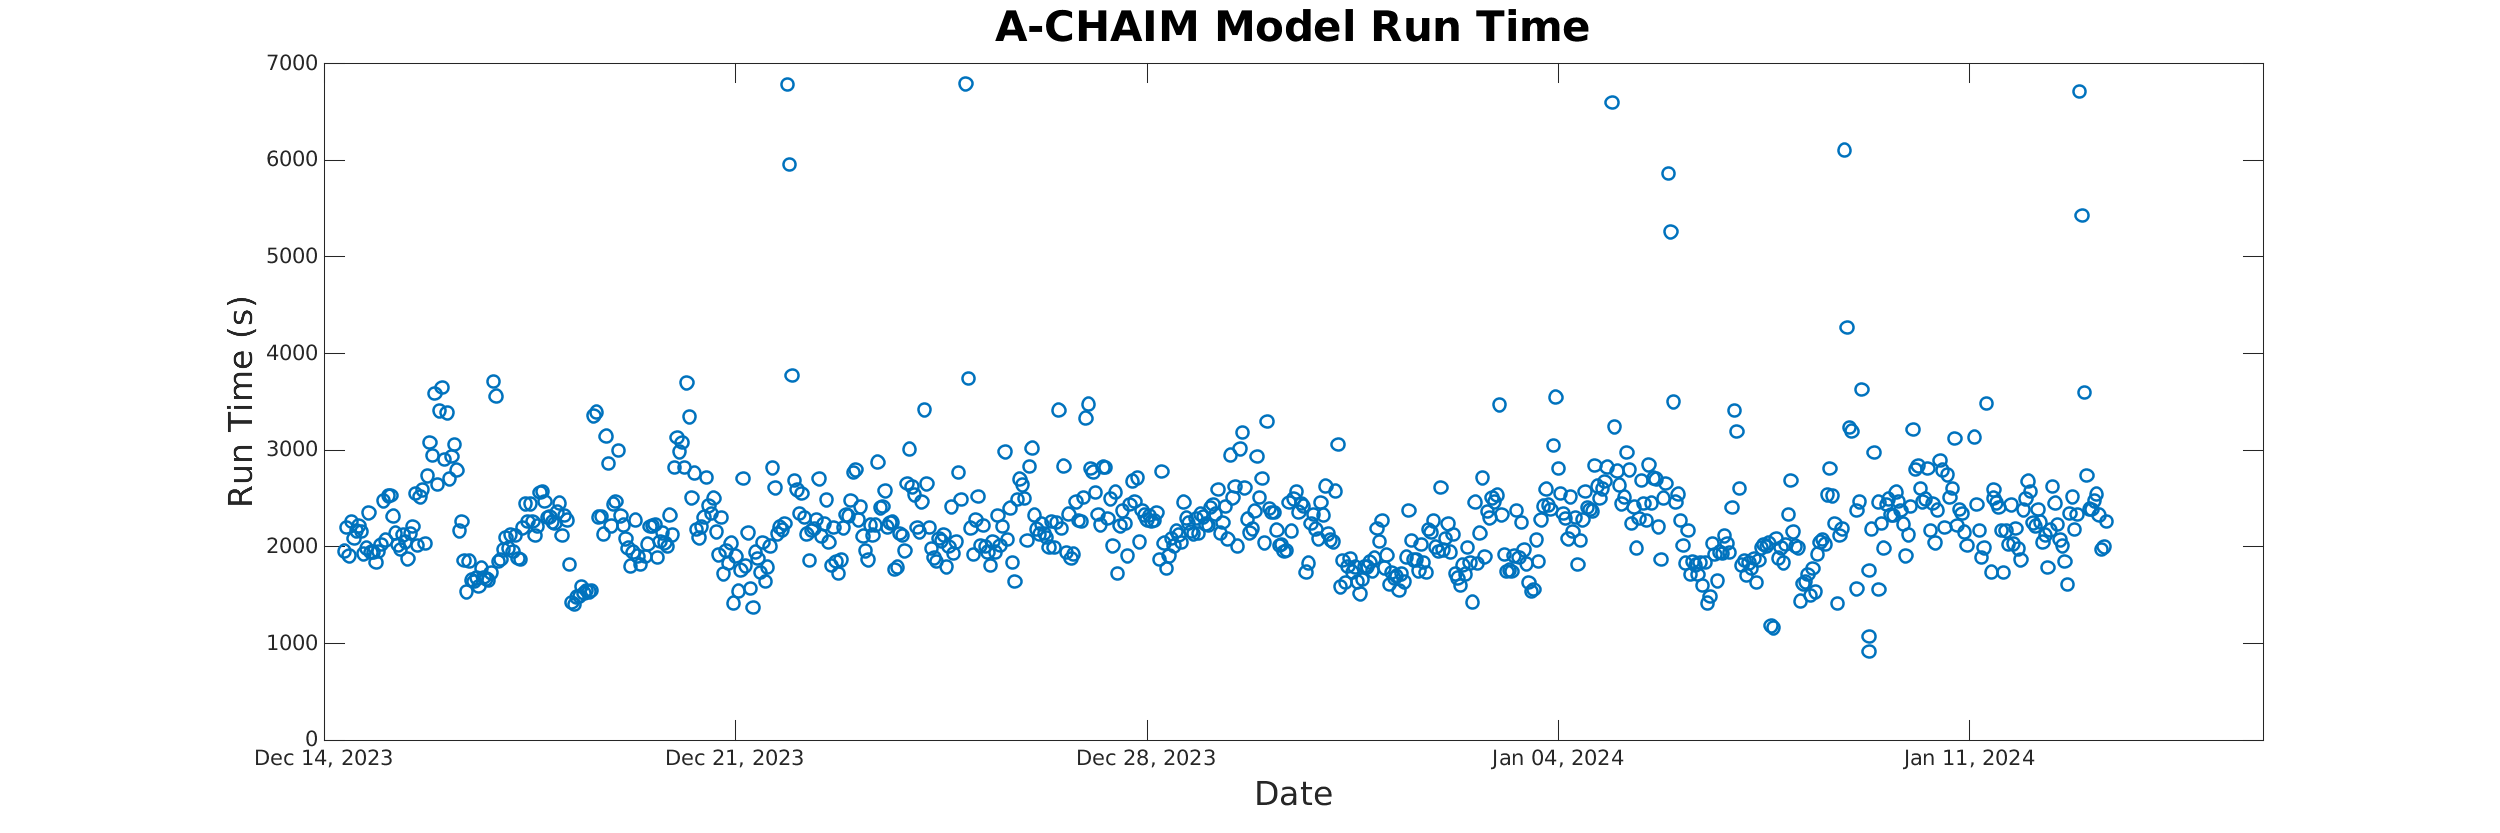 A-CHAIM Model Run Time
7000
6000
5000
4000
3000
2000
1000
0
Run Time (s)
Dec 14, 2023
Dec 21, 2023
Dec 28, 2023
Jan 04, 2024
Jan 11, 2024
Date